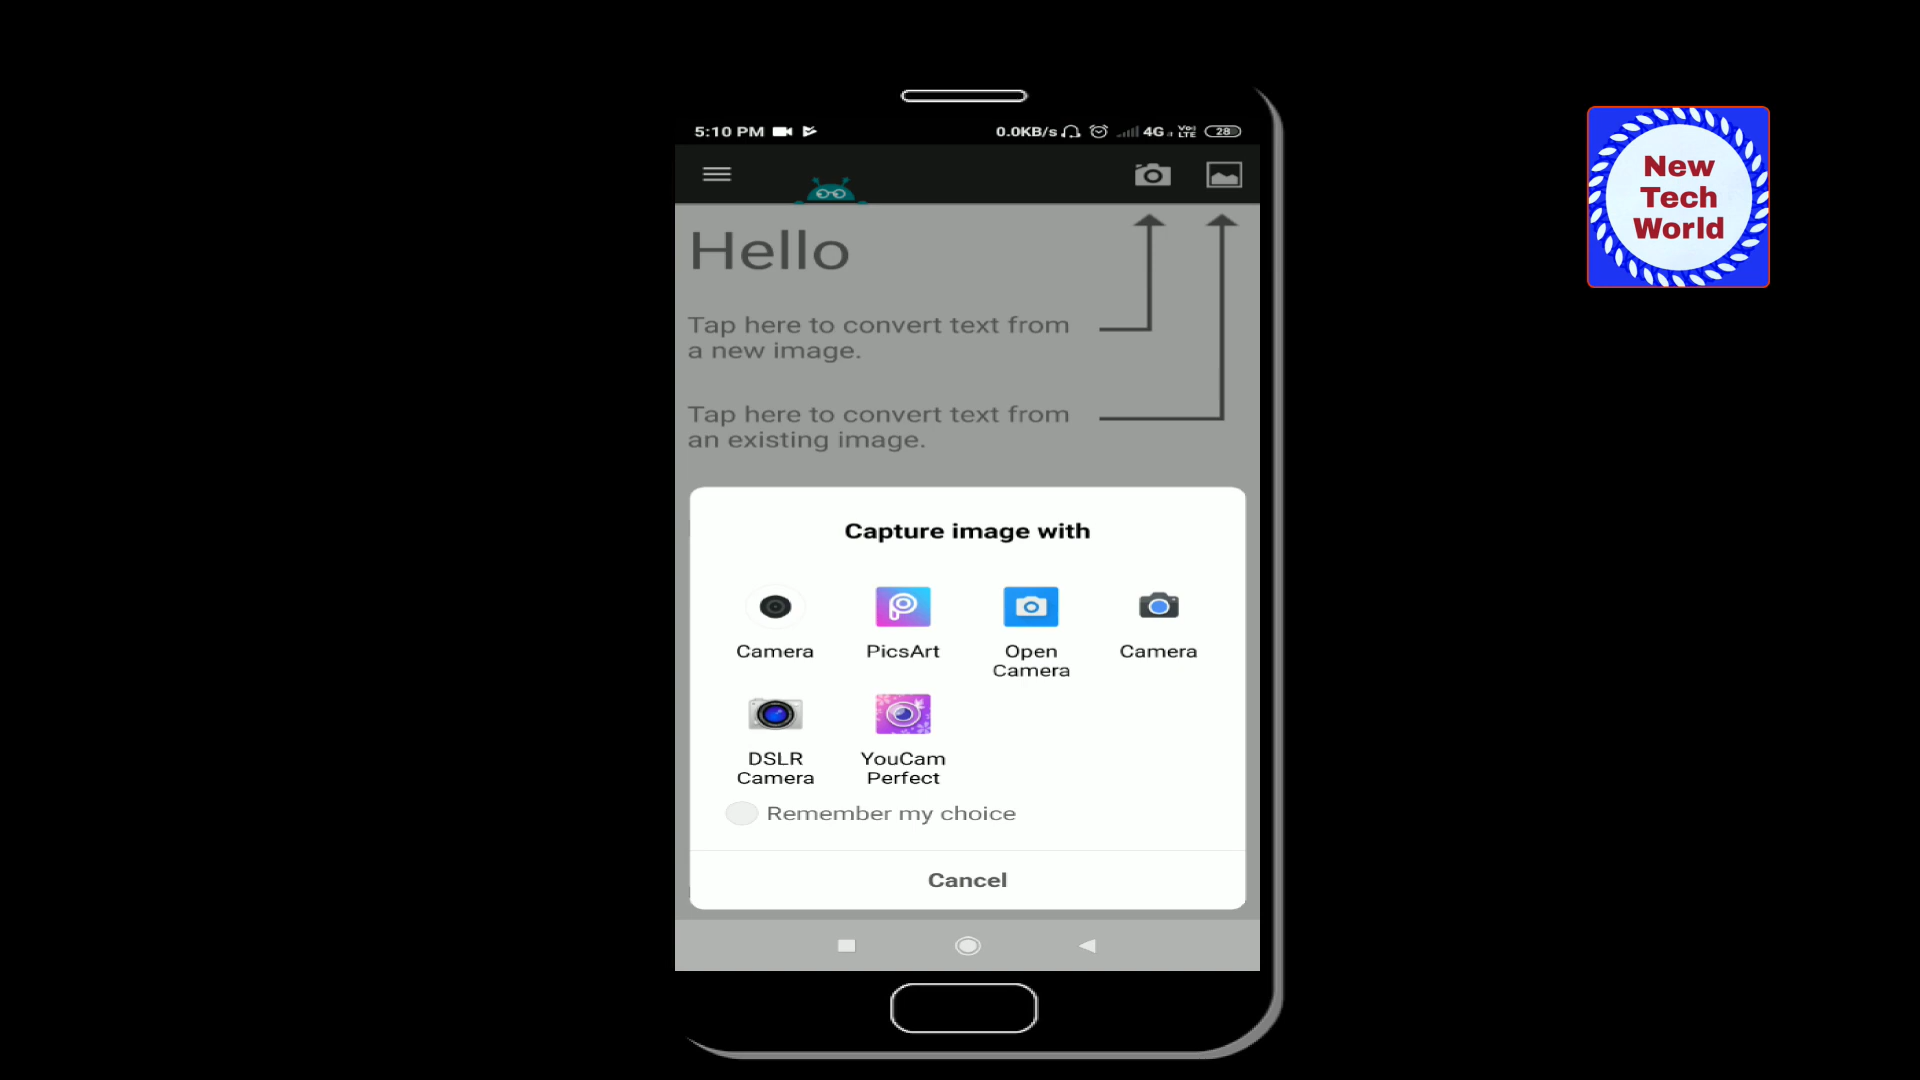 5:10 PM
0.0KB/s 4G Vo) LTE 28
New
Tech
World
Hello
Tap here to convert text from
a new image.
Tap here to convert text from
an existing image.
Capture image with
Camera
PicsArt
Open
Camera
Camera
DSLR
Camera
YouCam
Perfect
Remember my choice
Cancel